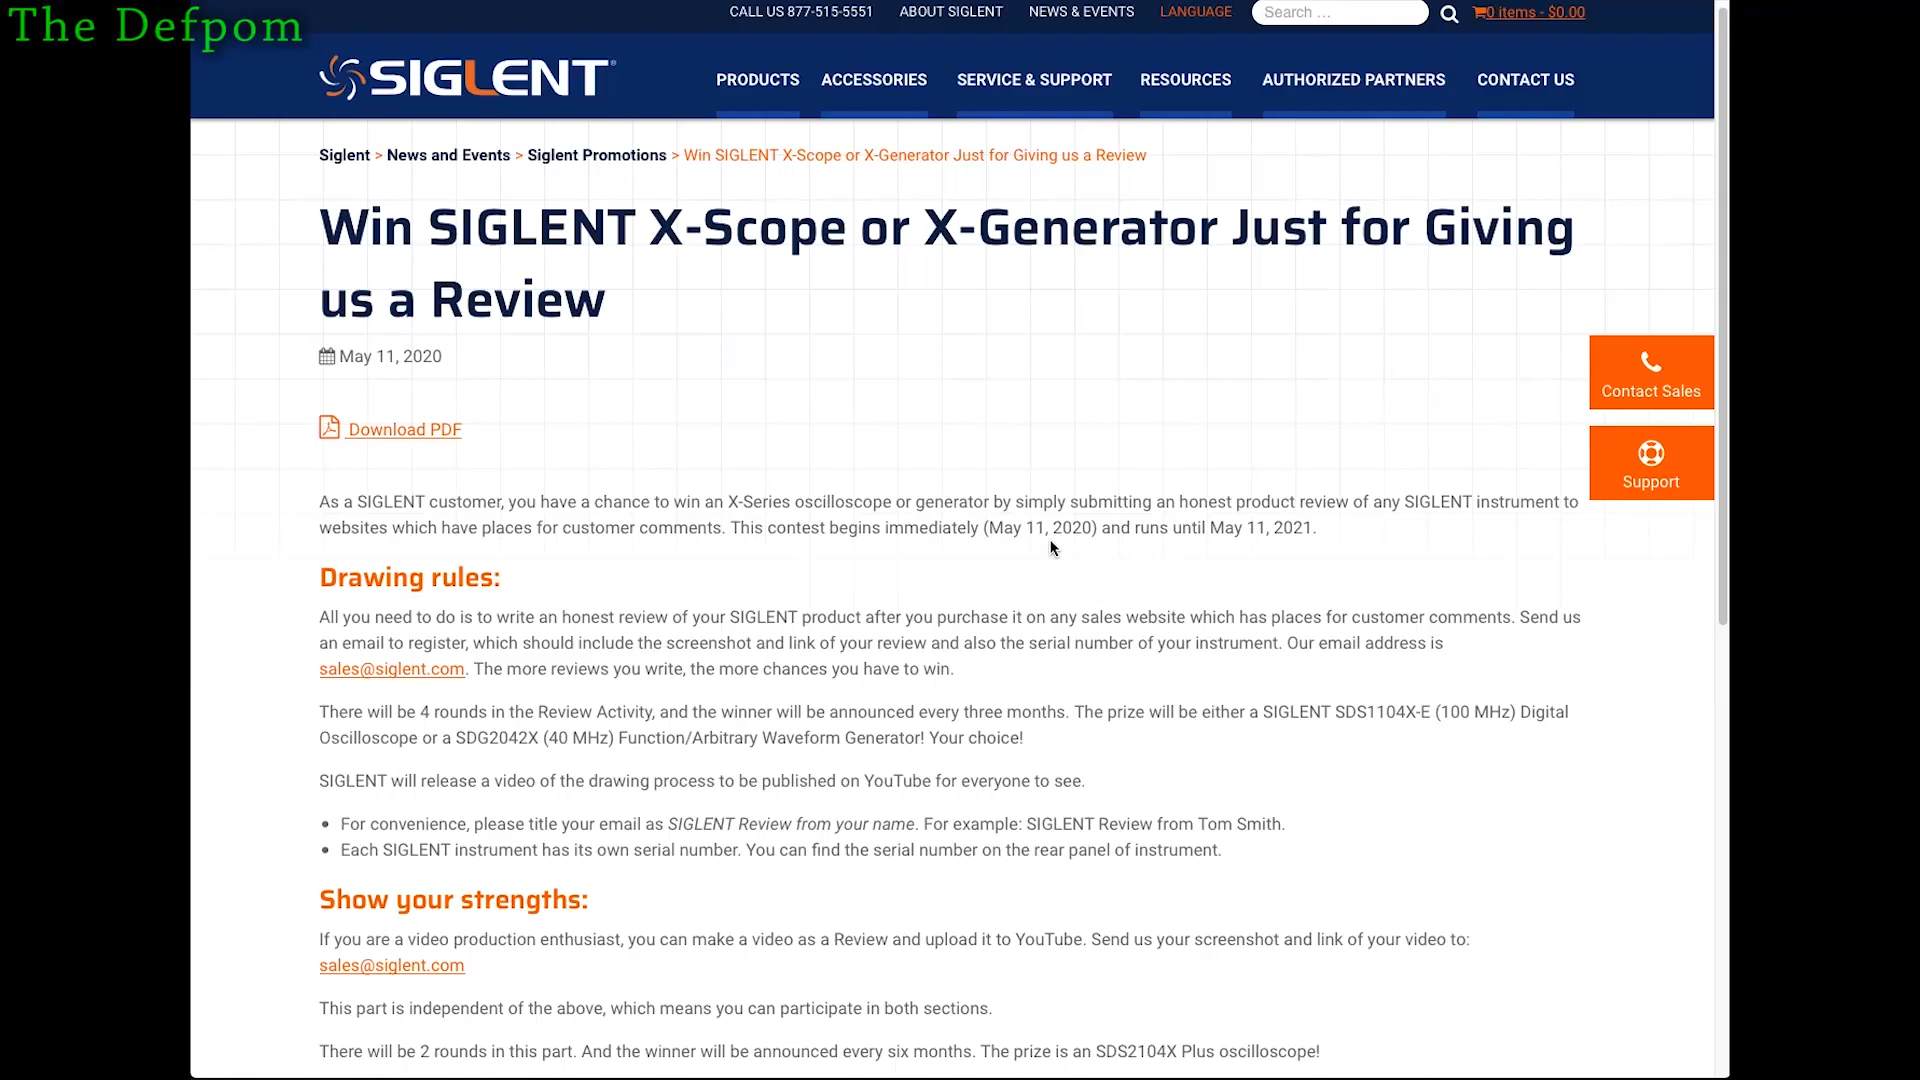 The Defpom
CALL US 877-515-5551 ABOUT SIGLENT NEWS & EVENTS LANGUAGE Search ... 0 items - $0.00
SIGLENT PRODUCTS ACCESSORIES SERVICE & SUPPORT RESOURCES AUTHORIZED PARTNERS CONTACT US
Siglent > News and Events > Siglent Promotions > Win SIGLENT X-Scope or X-Generator Just for Giving us a Review
Win SIGLENT X-Scope or X-Generator Just for Giving
us a Review
May 11, 2020
Contact Sales
Download PDF
Support
As a SIGLENT customer, you have a chance to win an X-Series oscilloscope or generator by simply submitting an honest product review of any SIGLENT instrument to
websites which have places for customer comments. This contest begins immediately (May 11, 2020) and runs until May 11, 2021.
Drawing rules:
All you need to do is to write an honest review of your SIGLENT product after you purchase it on any sales website which has places for customer comments. Send us
an email to register, which should include the screenshot and link of your review and also the serial number of your instrument. Our email address is
sales@siglent.com. The more reviews you write, the more chances you have to win.
There will be 4 rounds in the Review Activity, and the winner will be announced every three months. The prize will be either a SIGLENT SDS1104X-E (100 MHz) Digital
Oscilloscope or a SDG2042X (40 MHz) Function/Arbitrary Waveform Generator! Your choice!
SIGLENT will release a video of the drawing process to be published on YouTube for everyone to see.
• For convenience, please title your email as SIGLENT Review from your name. For example: SIGLENT Review from Tom Smith.
• Each SIGLENT instrument has its own serial number. You can find the serial number on the rear panel of instrument.
Show your strengths:
If you are a video production enthusiast, you can make a video as a Review and upload it to YouTube. Send us your screenshot and link of your video to:
sales@siglent.com
This part is independent of the above, which means you can participate in both sections.
There will be 2 rounds in this part. And the winner will be announced every six months. The prize is an SDS2104X Plus oscilloscope!